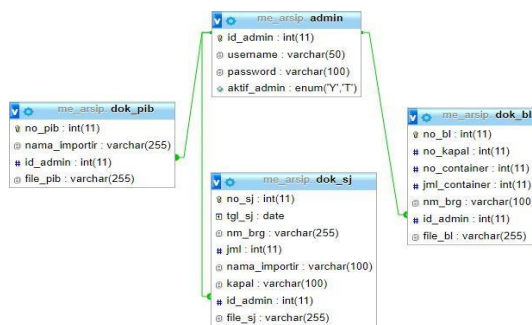 me_arsip. admin
id_admin : int(11)
username : varchar(50)
password : varchar(100)
aktif_admin : enum('Y','T')
me_arsip. dok_pib
no_pib : int(11)
nama_importir : varchar(255)
id_admin : int(11)
file_pib : varchar(255)
me_arsip. dok_sj
no_sj : int(11)
tgl_sj : date
nm_brg : varchar(255)
jml : int(11)
nama_importir : varchar(100)
kapal : varchar(100)
id_admin : int(11)
file_sj : varchar(255)
me_arsip. dok_bl
no_bl : int(11)
no_kapal : int(11)
no_container : int(11)
jml_container : int(11)
nm_brg : varchar(100
id_admin : int(11)
file_bl : varchar(255)